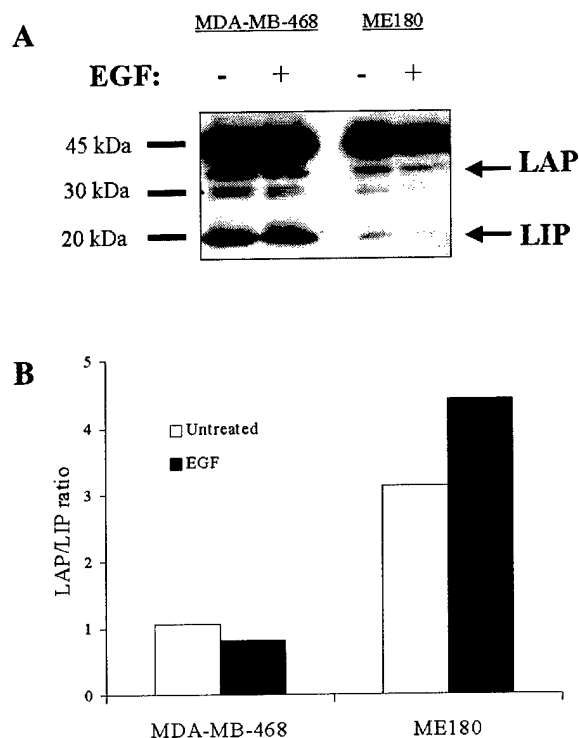 A
MDA-MB-468 ME180
EGF: - + - +
45 kDa
LAP
30 kDa
20 kDa
LIP
B
5
4
3
2
1
0
LAP/LIP ratio
Untreated
EGF
MDA-MB-468 ME180